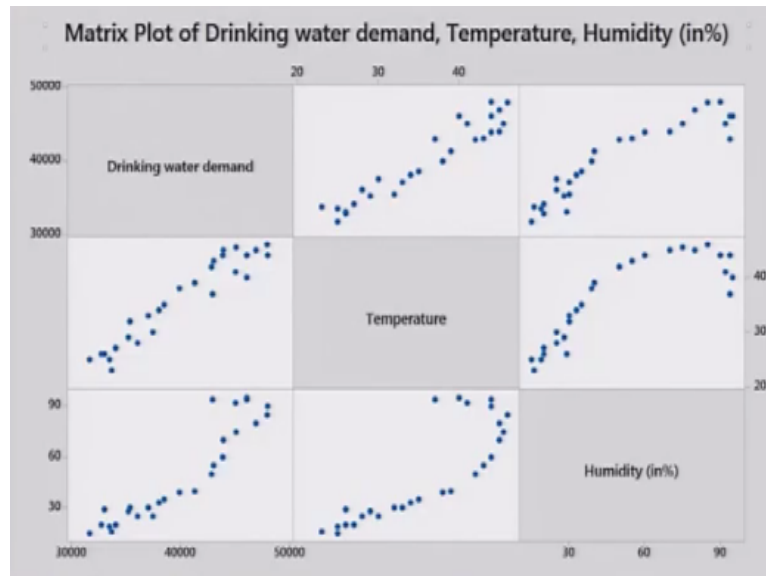 Matrix Plot of Drinking water demand, Temperature, Humidity (in%)
20 30 40
50000
Drinking water demand
40000
30000
Temperature
40
30
20
90
Humidity (in%)
60
30
30000 40000 50000 30 60 90